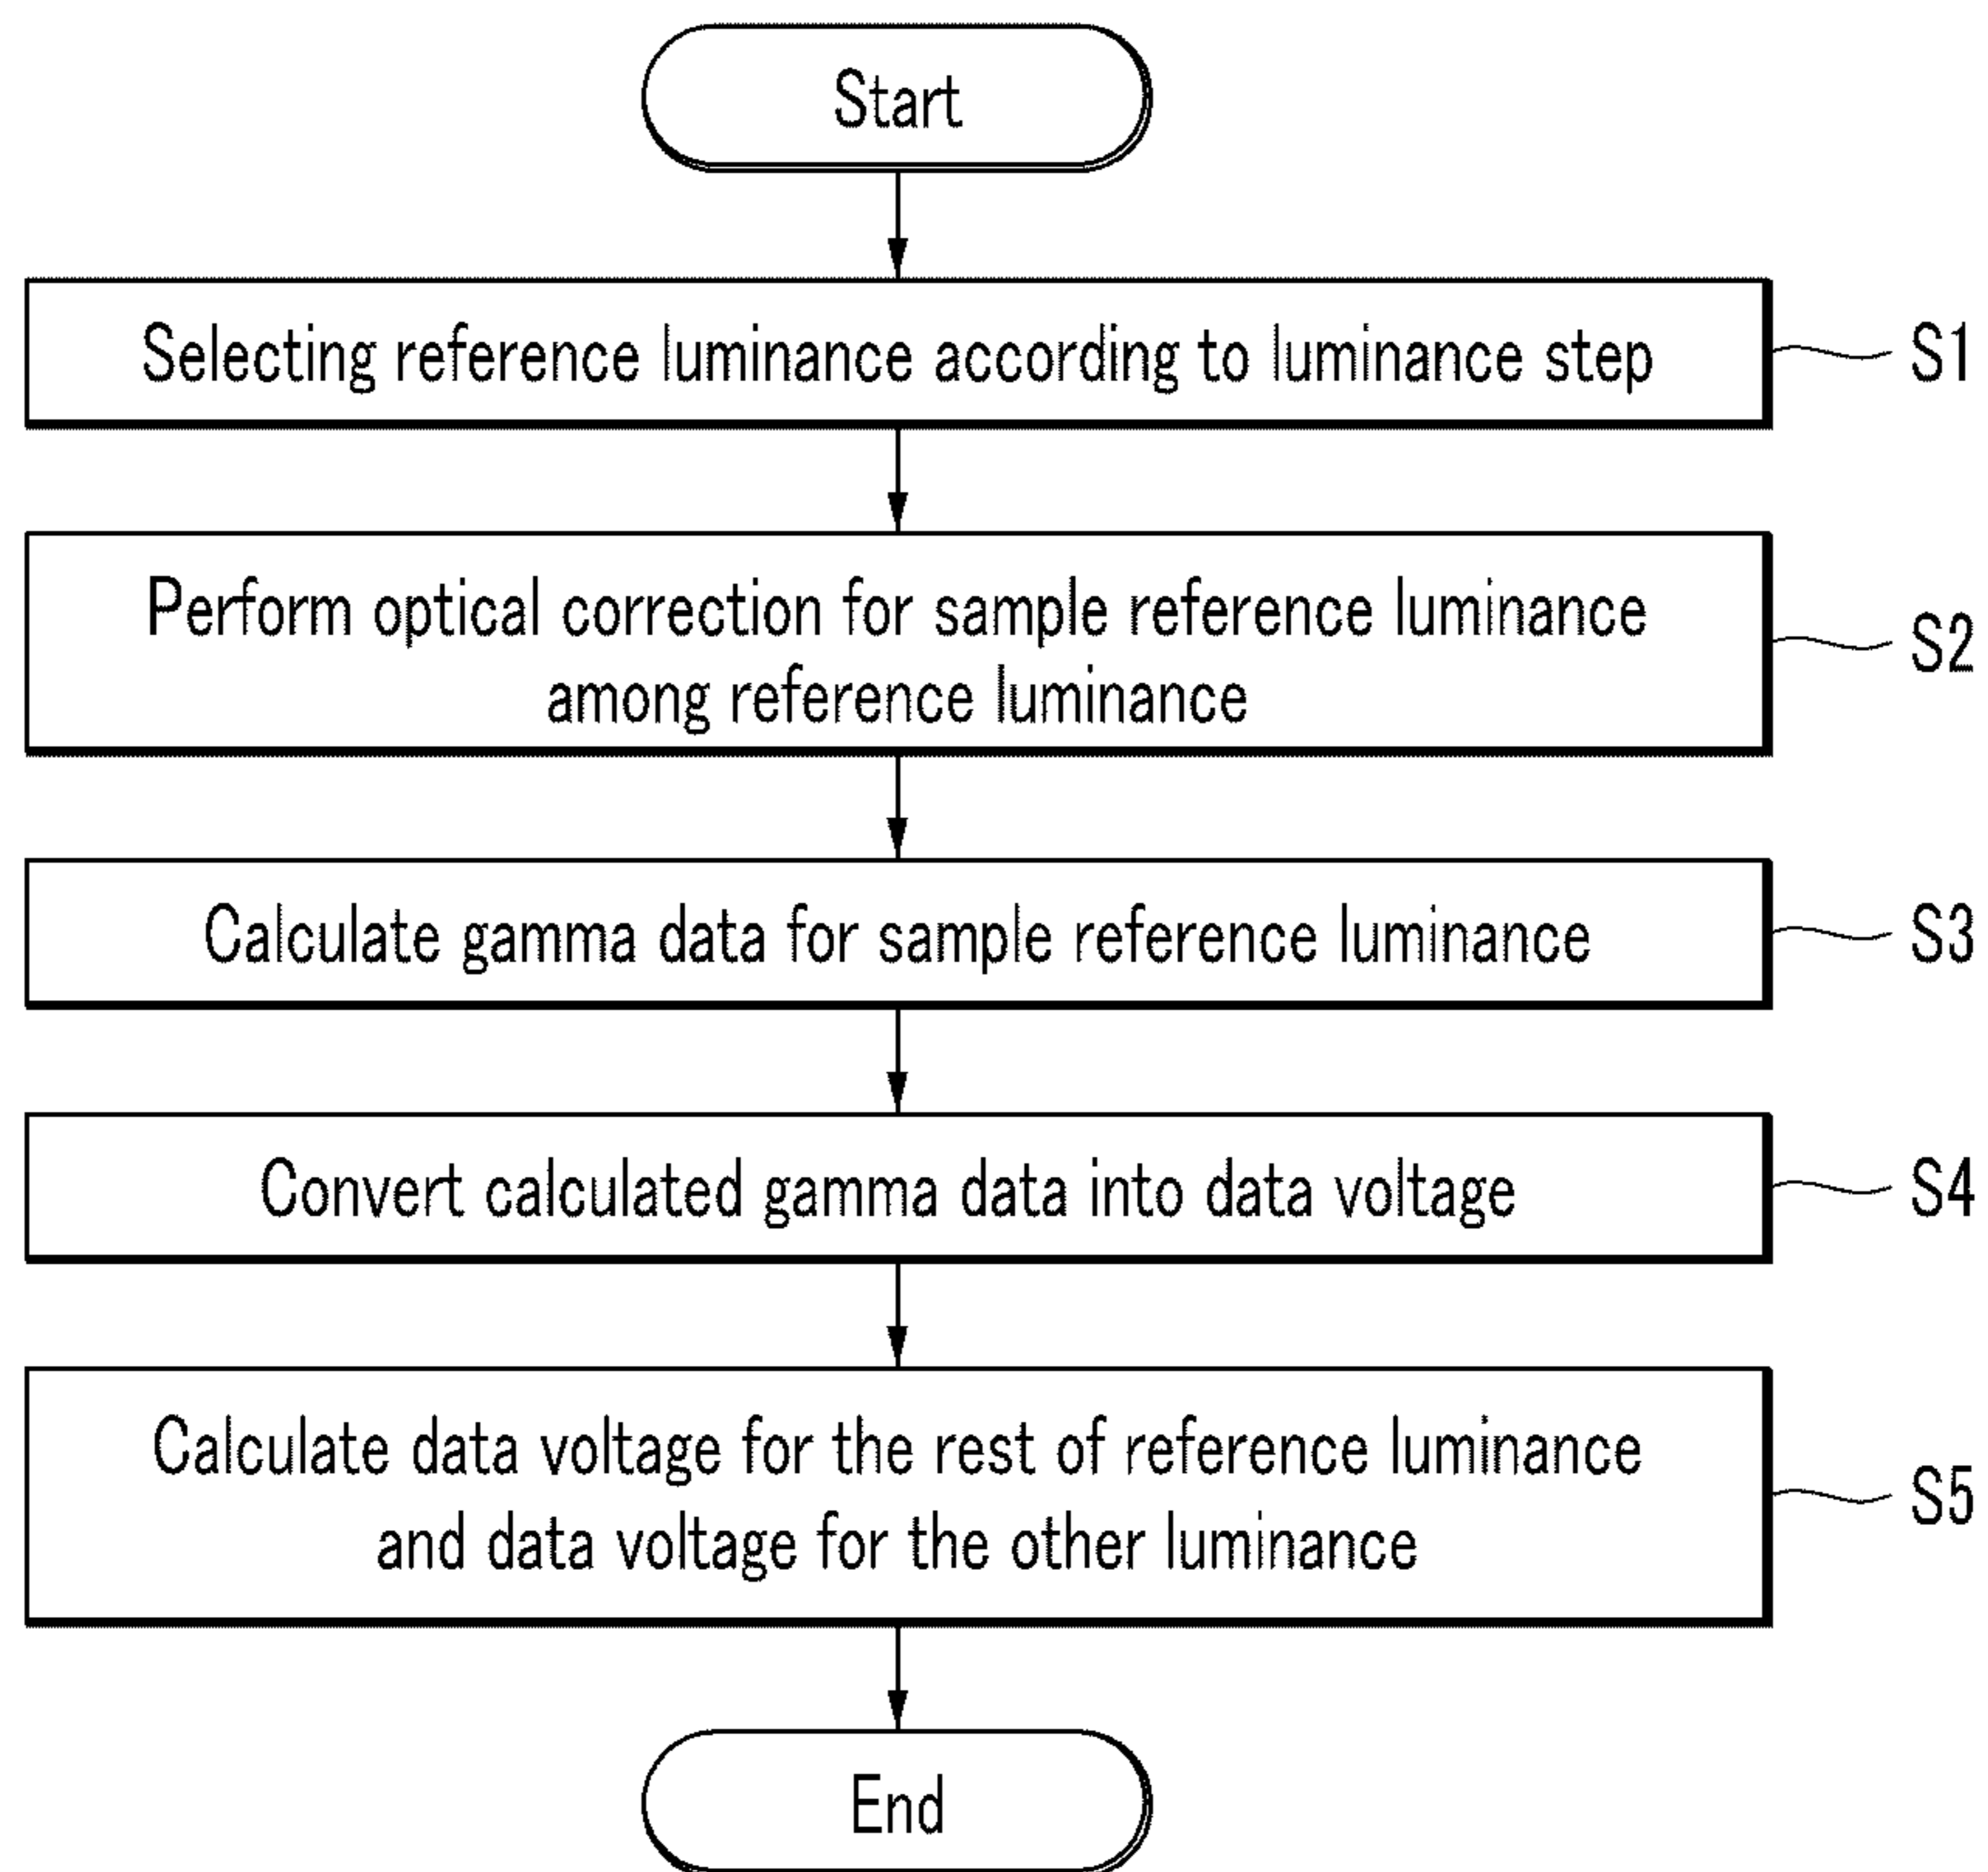 Start
Selecting reference luminance according to luminance step
S1
Perform optical correction for sample reference luminance
among reference luminance
S2
Calculate gamma data for sample reference luminance
S3
Convert calculated gamma data into data voltage
S4
Calculate data voltage for the rest of reference luminance
and data voltage for the other luminance
S5
End